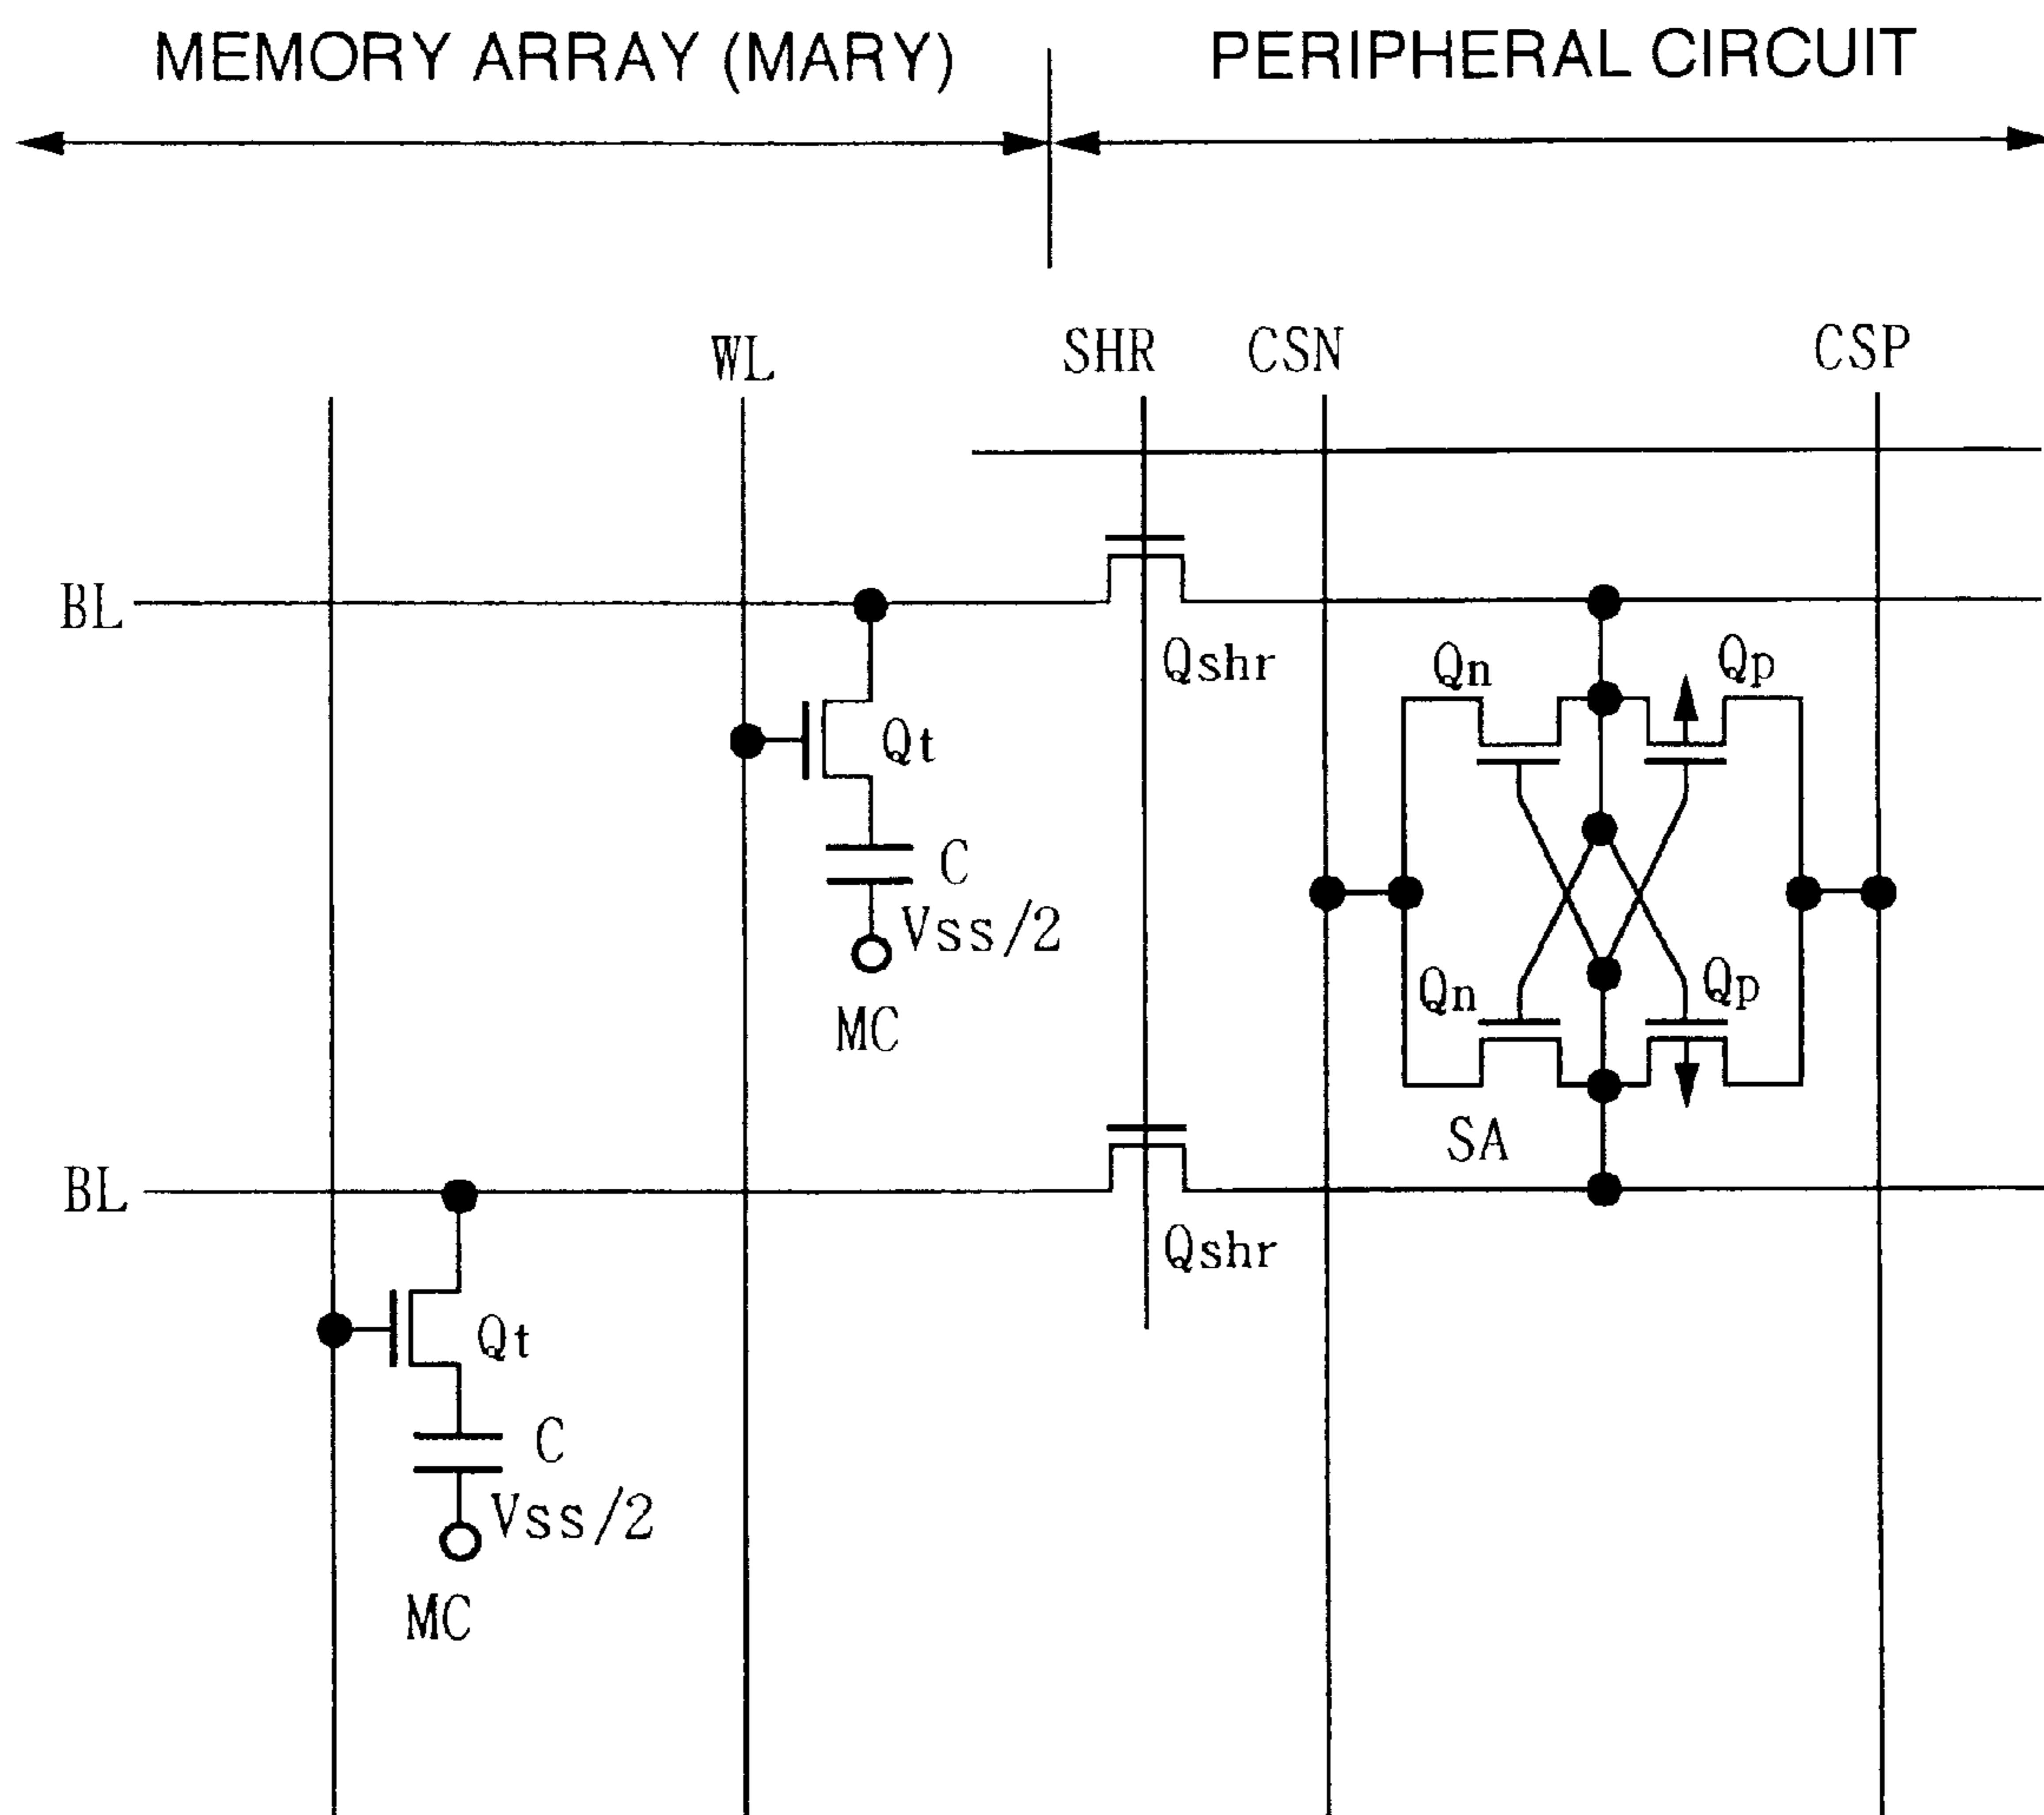 MEMORY ARRAY (MARY)
PERIPHERAL CIRCUIT
WL
SHR
CSN
CSP
BL
Qshr
Qn
Qp
Qt
C
Vss/2
MC
Qn
Qp
SA
BL
Qshr
Qt
C
Vss/2
MC